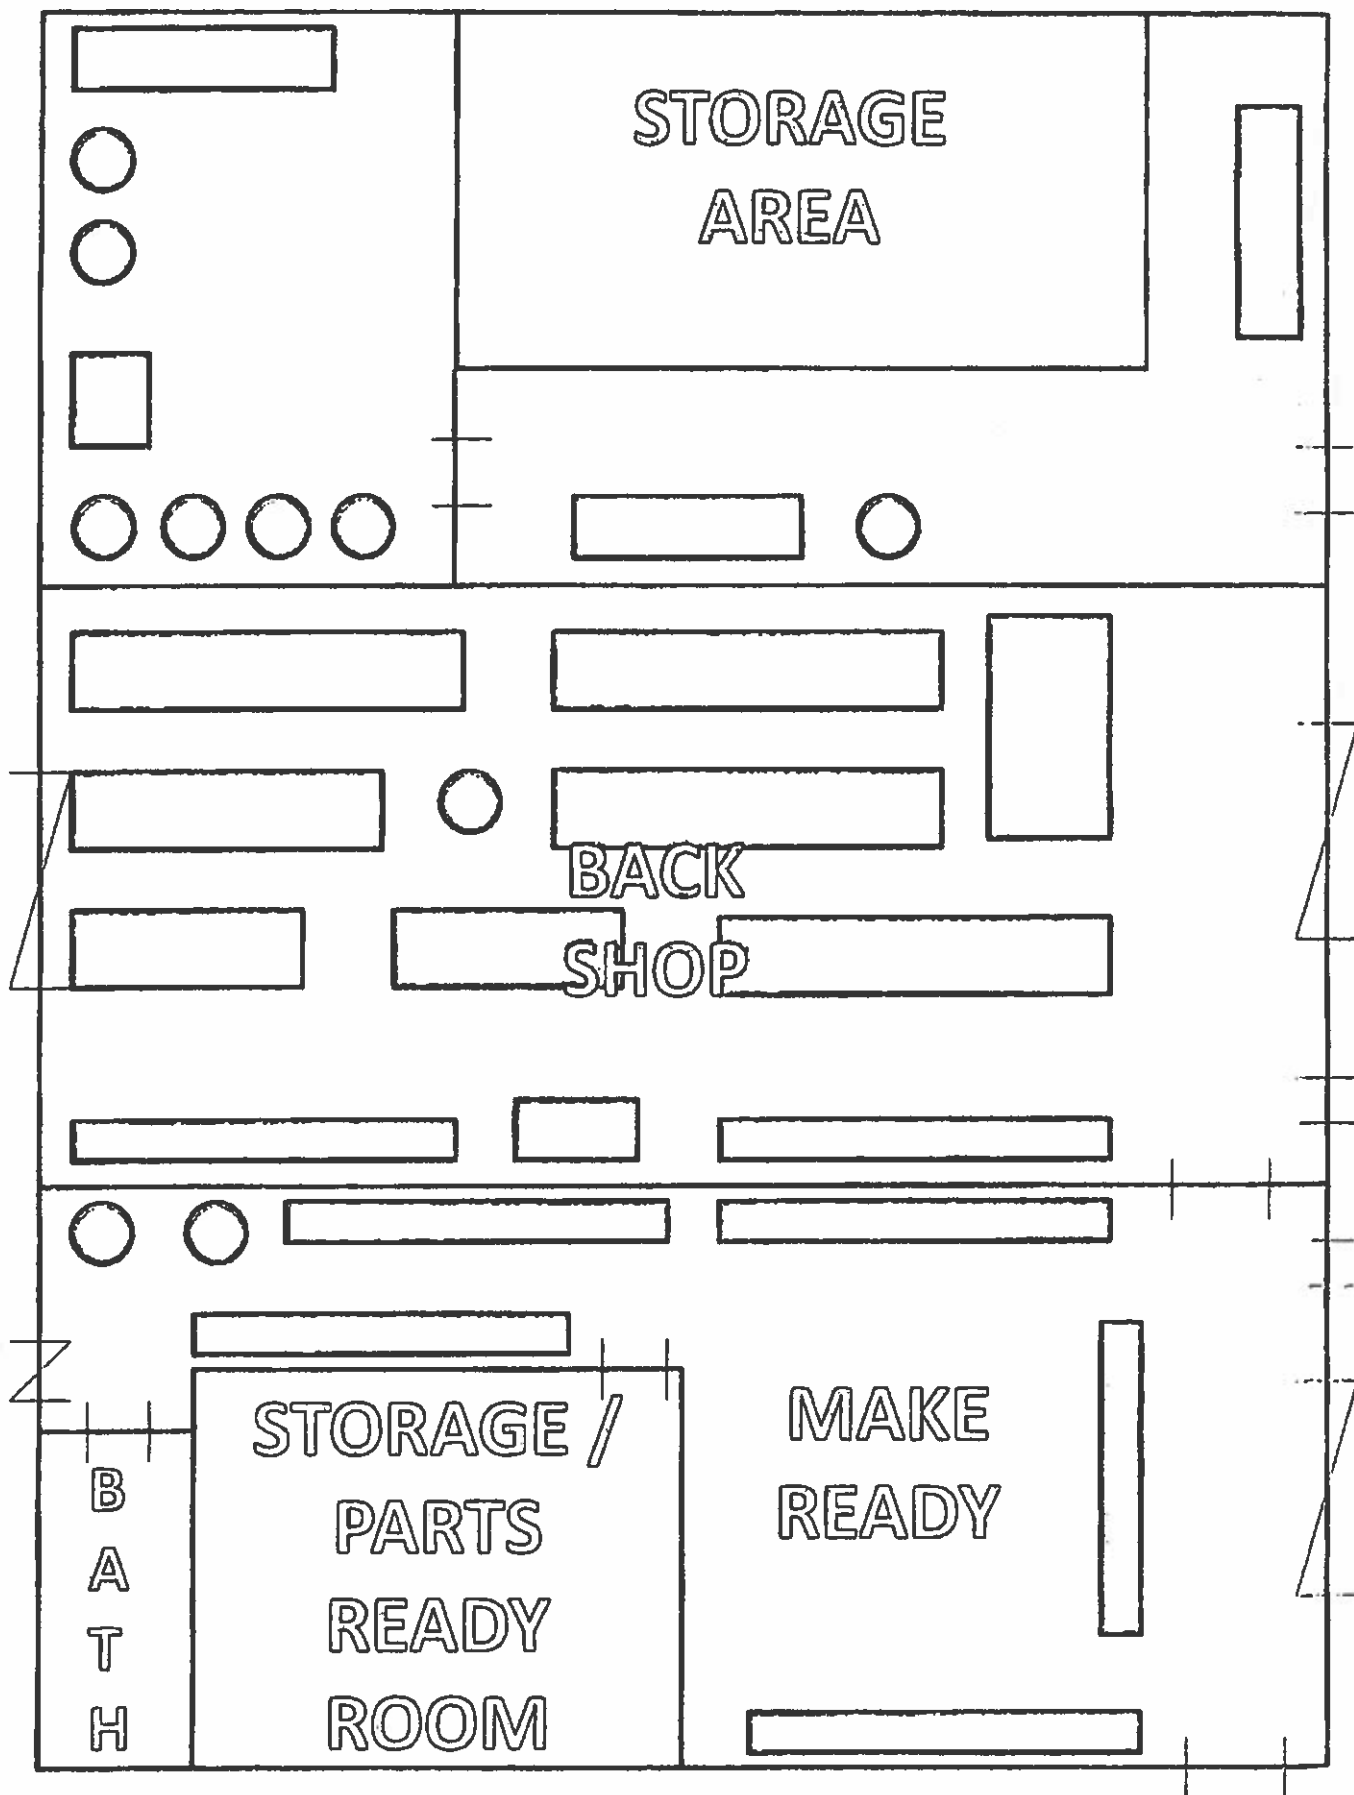 STORAGE
AREA
BACK
SHOP
STORAGE /
PARTS
READY
ROOM
MAKE
READY
B
A
T
H